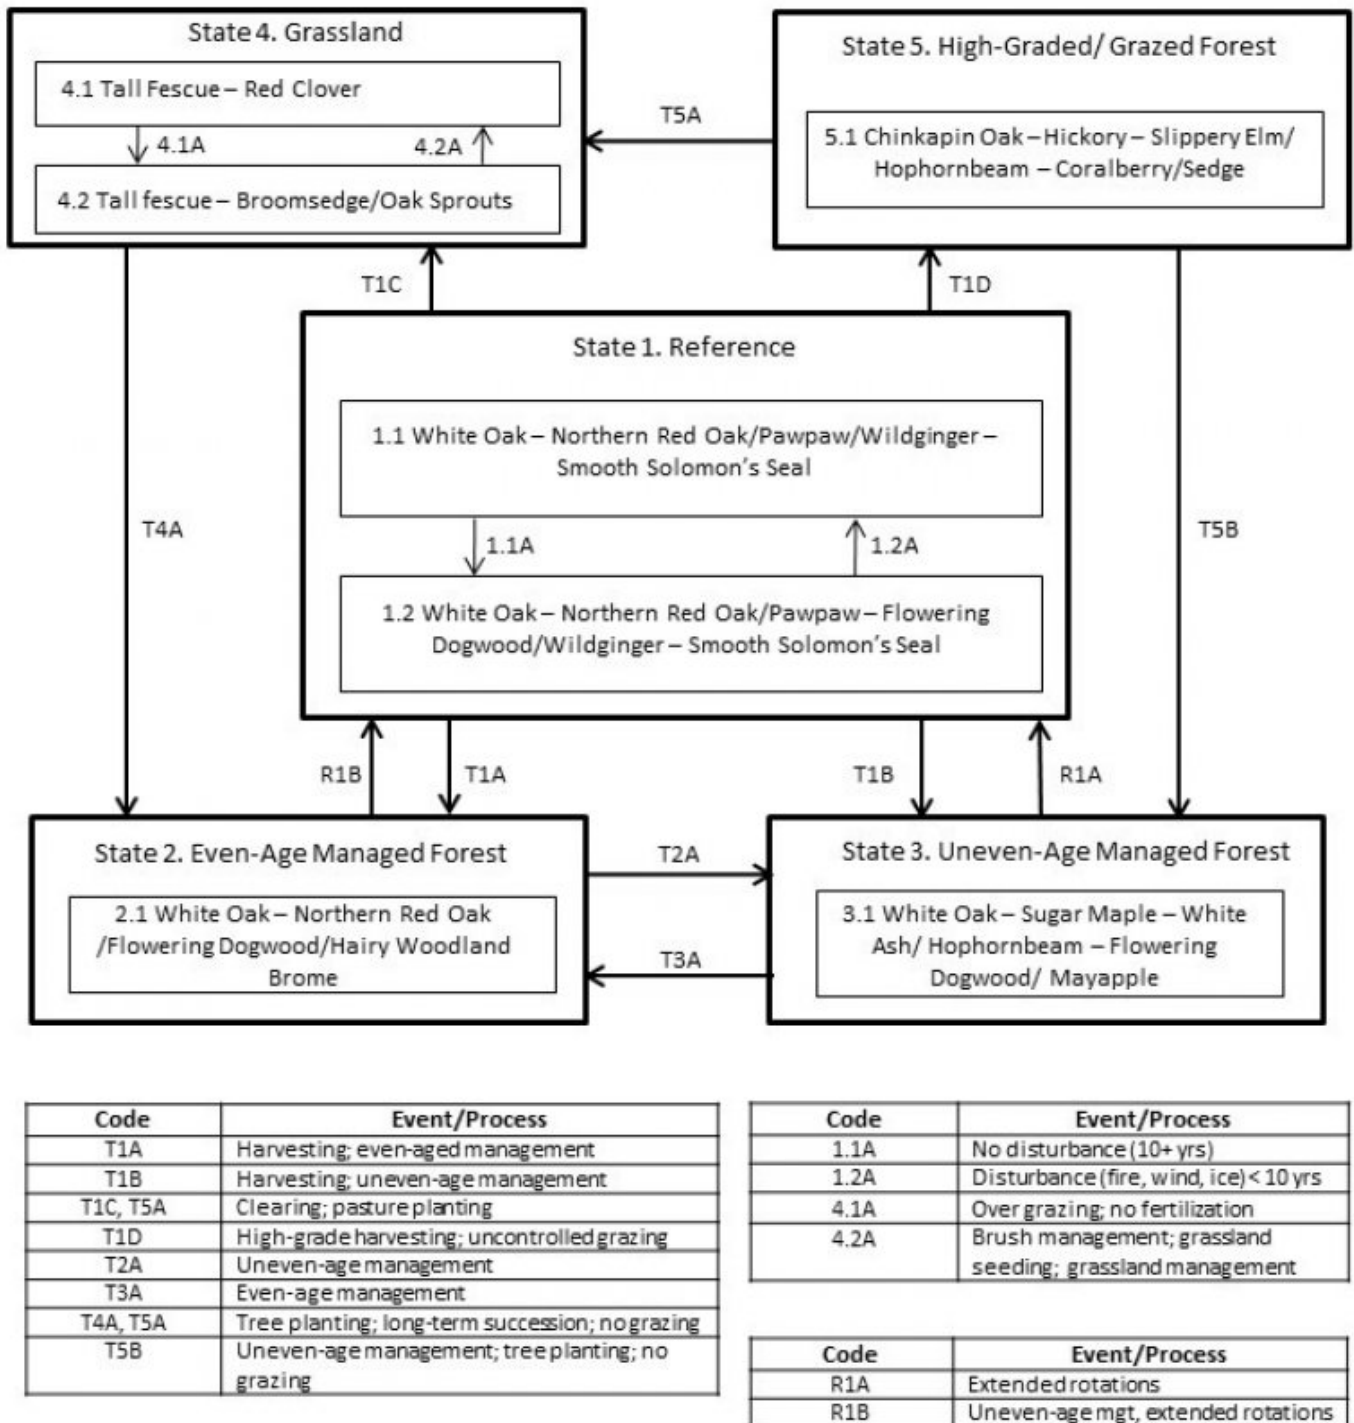 State 4. Grassland
4.1 Tall Fescue – Red Clover
4.1A
4.2A
4.2 Tall fescue – Broomsedge/Oak Sprouts
T5A
State 5. High-Graded/ Grazed Forest
5.1 Chinkapin Oak – Hickory – Slippery Elm/
Hophornbeam – Coralberry/Sedge
T1C
T1D
State 1. Reference
1.1 White Oak – Northern Red Oak/Pawpaw/Wildginger –
Smooth Solomon's Seal
1.1A
1.2A
1.2 White Oak – Northern Red Oak/Pawpaw – Flowering
Dogwood/Wildginger – Smooth Solomon's Seal
T4A
T5B
R1B
T1A
T1B
R1A
State 2. Even-Age Managed Forest
2.1 White Oak – Northern Red Oak
/Flowering Dogwood/Hairy Woodland
Brome
T2A
T3A
State 3. Uneven-Age Managed Forest
3.1 White Oak – Sugar Maple – White
Ash/ Hophornbeam – Flowering
Dogwood/ Mayapple
Code Event/Process
T1A Harvesting; even-aged management
T1B Harvesting; uneven-age management
T1C, T5A Clearing; pasture planting
T1D High-grade harvesting; uncontrolled grazing
T2A Uneven-age management
T3A Even-age management
T4A, T5A Tree planting; long-term succession; no grazing
T5B Uneven-age management; tree planting; no
grazing
Code Event/Process
1.1A No disturbance (10+ yrs)
1.2A Disturbance (fire, wind, ice) < 10 yrs
4.1A Over grazing; no fertilization
4.2A Brush management; grassland
seeding; grassland management
Code Event/Process
R1A Extended rotations
R1B Uneven-age mgt, extended rotations